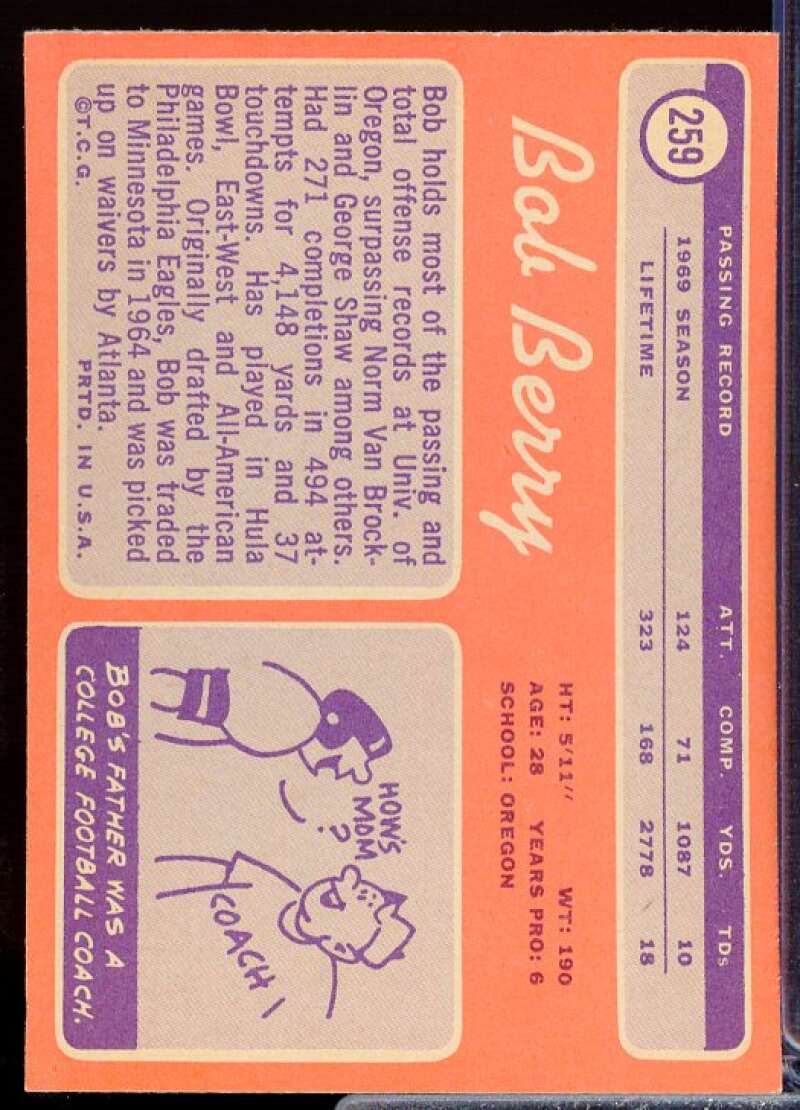 259
PASSING RECORD ATT. COMP. YDS. TDs
1969 SEASON 124 71 1087 10
LIFETIME 323 168 2778 18
Bob Berry
HT: 5'11" WT: 190
AGE: 28 YEARS PRO: 6
SCHOOL: OREGON
Bob holds most of the passing and
total offense records at Univ. of
Oregon, surpassing Norm Van Brock-
lin and George Shaw among others.
Had 271 completions in 494 at-
tempts for 4,148 yards and 37
touchdowns. Has played in Hula
Bowl, East-West and All-American
games. Originally drafted by the
Philadelphia Eagles, Bob was traded
to Minnesota in 1964 and was picked
up on waivers by Atlanta.
©T.C.G. PRTD. IN U.S.A.
HOW'S
MOM
?
COACH
BOB'S FATHER WAS A
COLLEGE FOOTBALL COACH.